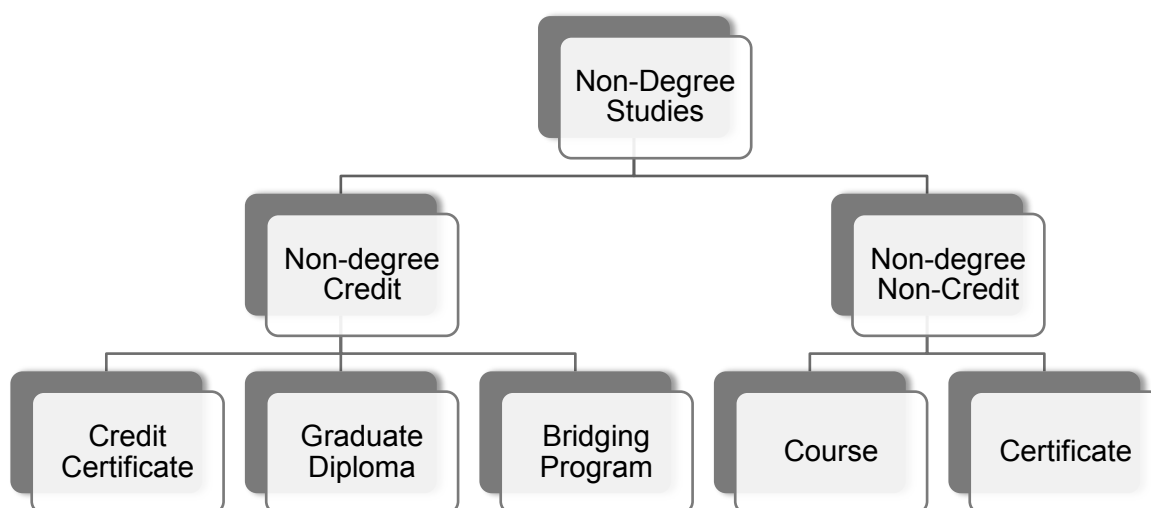 Non-Degree
Studies
Non-degree
Credit
Non-degree
Non-Credit
Credit
Certificate
Graduate
Diploma
Bridging
Program
Course
Certificate